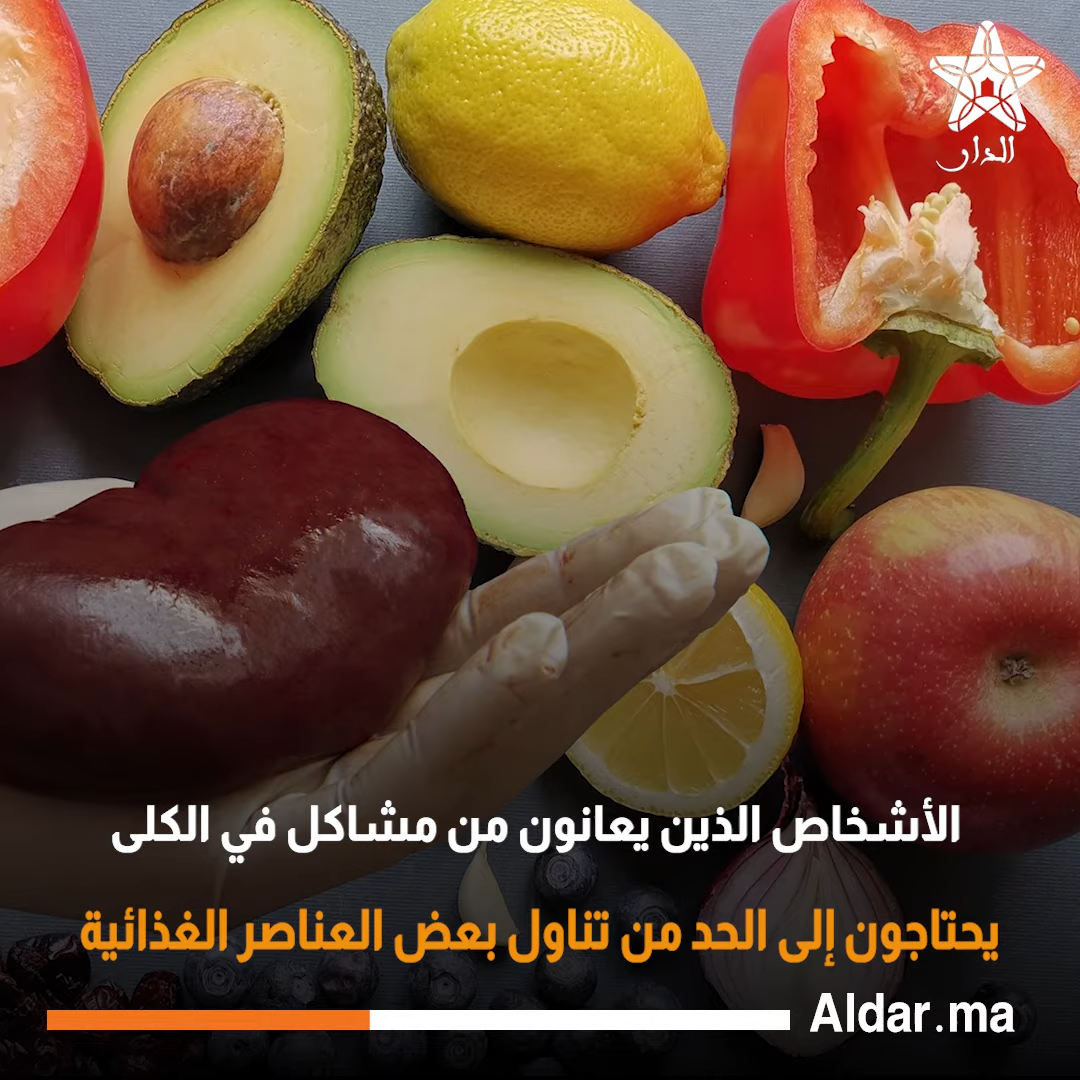 الدار
الأشخاص الذين يعانون من مشاكل في الكلى
يحتاجون إلى الحد من تناول بعض العناصر الغذائية
Aldar.ma